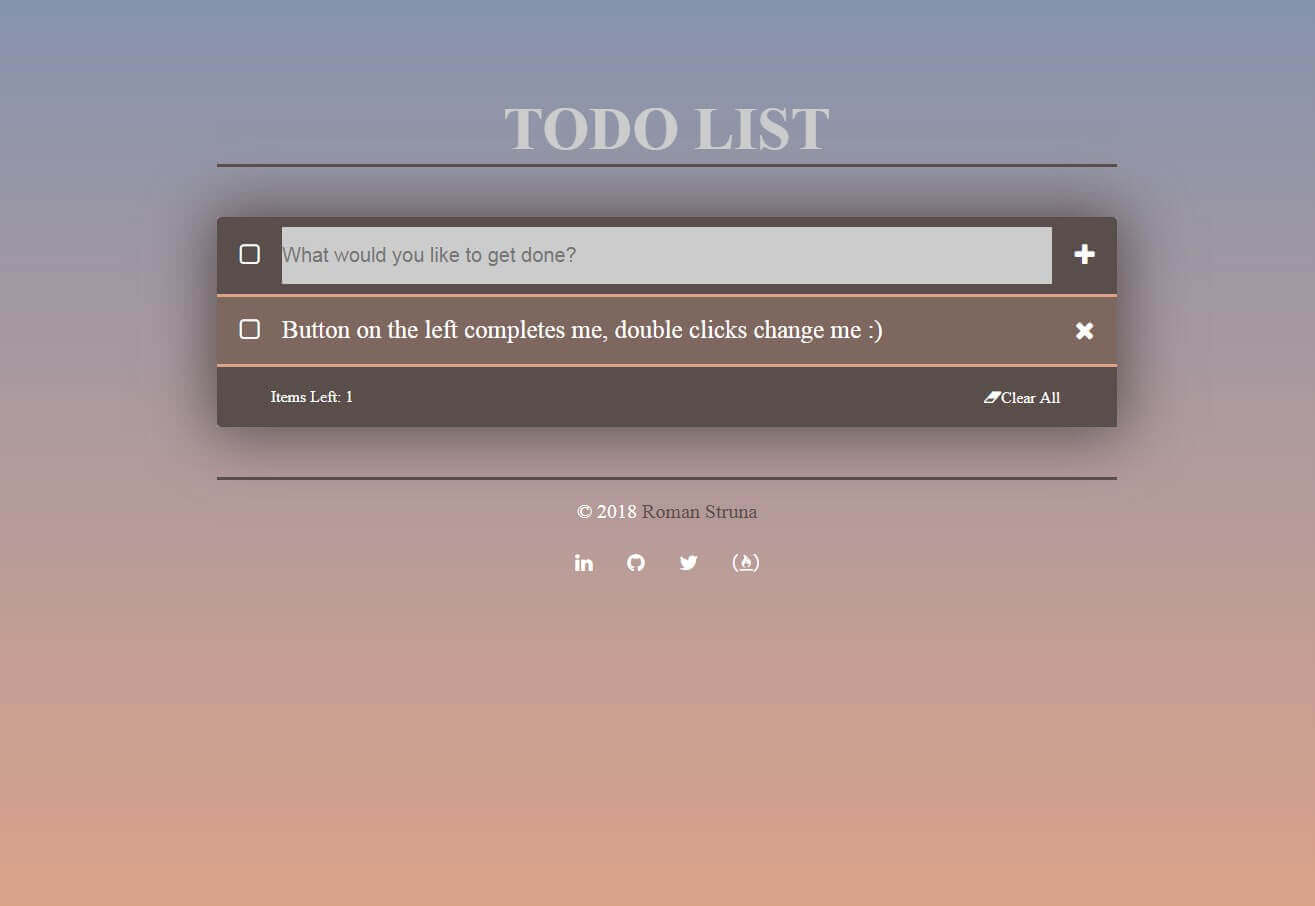 TODO LIST
What would you like to get done?
Button on the left completes me, double clicks change me :)
Items Left: 1
Clear All
© 2018 Roman Struna
in